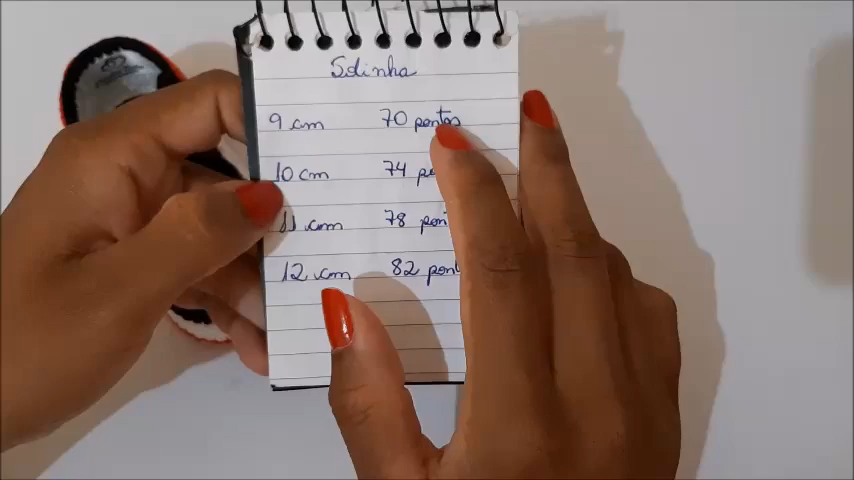 Solinha
9 cm 70 pontos
10 cm 74
11 cm 78
12 cm 82